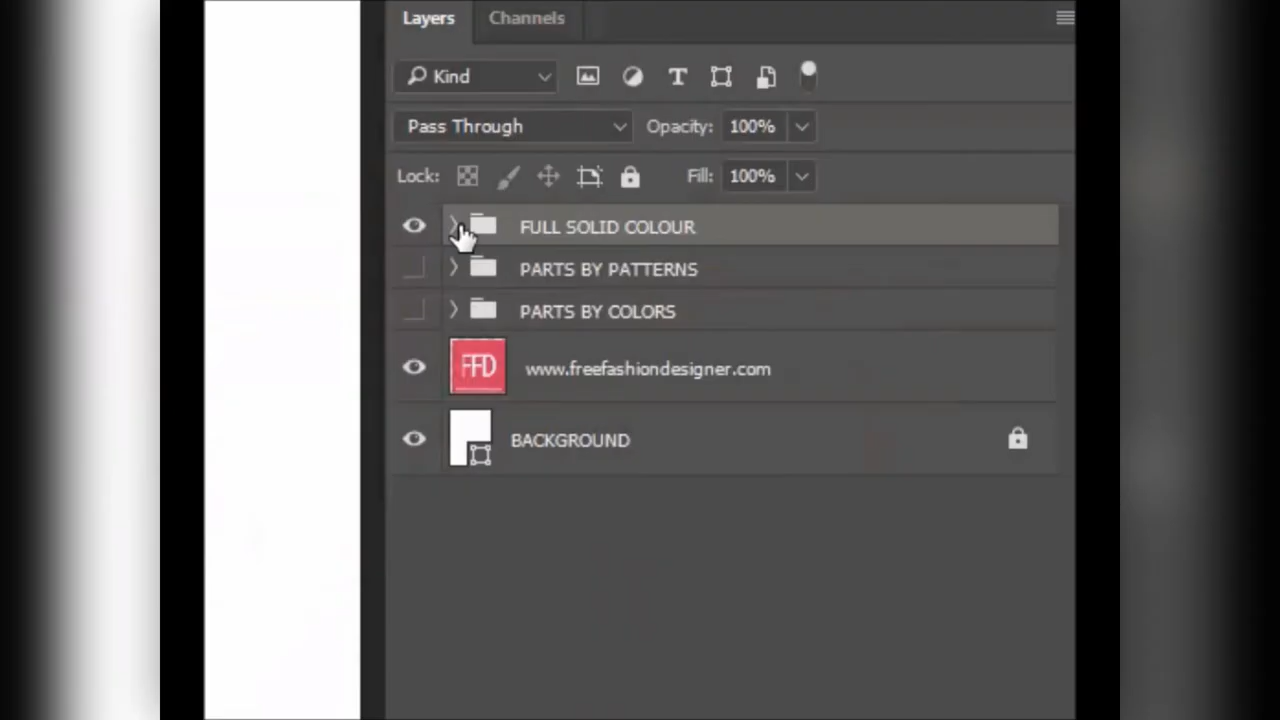 Layers Channels
Kind
Pass Through Opacity: 100%
Lock: Fill: 100%
FULL SOLID COLOUR
PARTS BY PATTERNS
PARTS BY COLORS
FFD www.freefashiondesigner.com
BACKGROUND